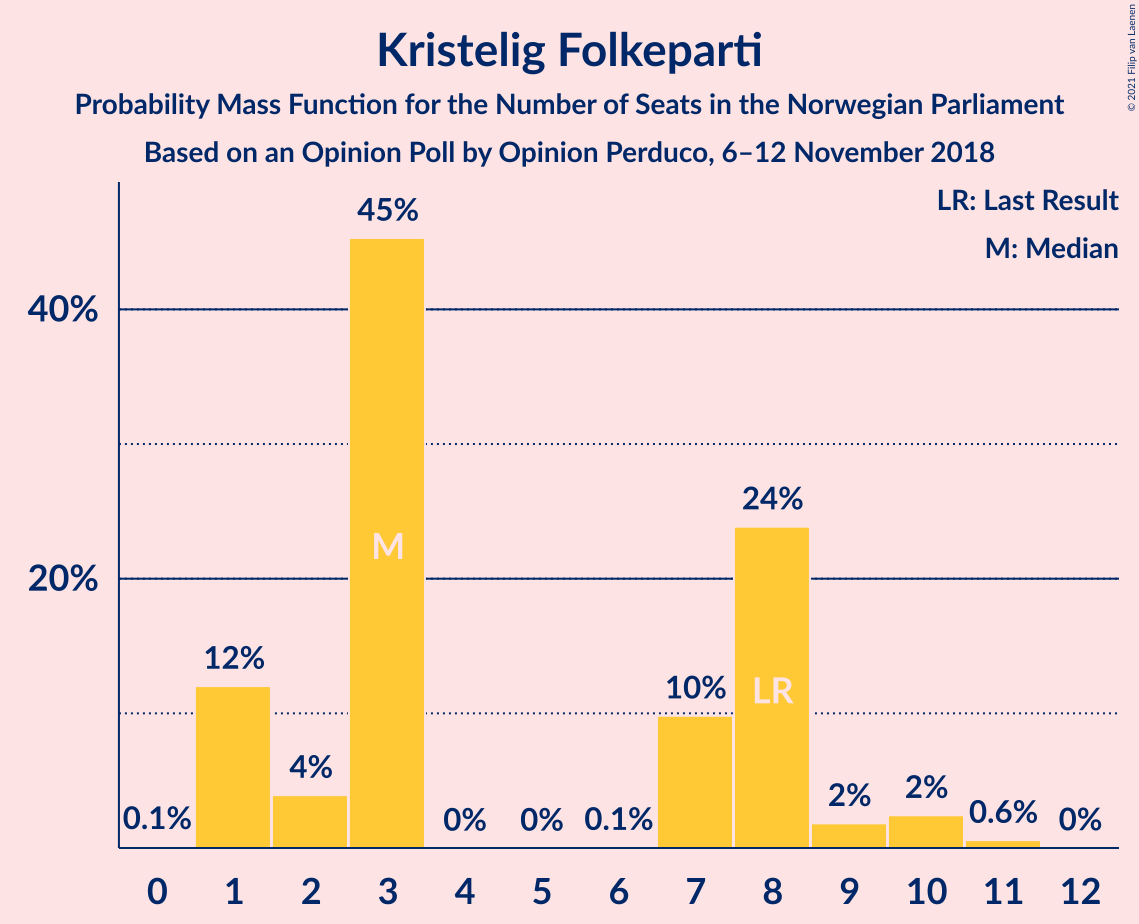 Kristelig Folkeparti
Probability Mass Function for the Number of Seats in the Norwegian Parliament
Based on an Opinion Poll by Opinion Perduco, 6–12 November 2018
© 2021 Filip van Laenen
LR: Last Result
M: Median
40%
20%
0.1%
12%
4%
45%
M
0%
0%
0.1%
10%
24%
LR
2%
2%
0.6%
0%
0 1 2 3 4 5 6 7 8 9 10 11 12